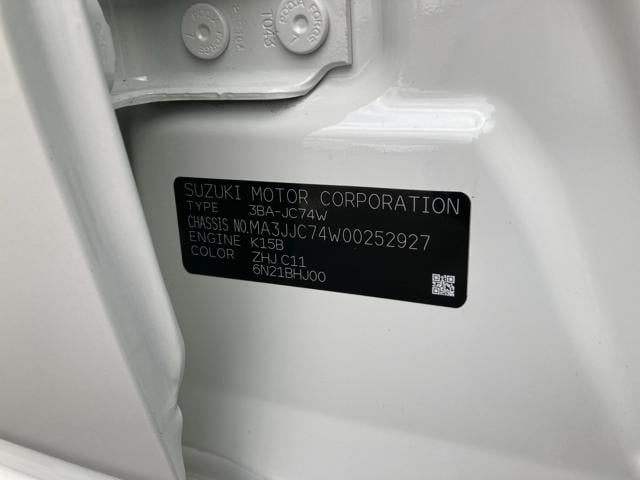 SUZUKI MOTOR CORPORATION
TYPE 3BA-JC74W
CHASSIS NO. MA3JJC74W00252927
ENGINE K15B
COLOR ZHJ C11
6N21BHJ00